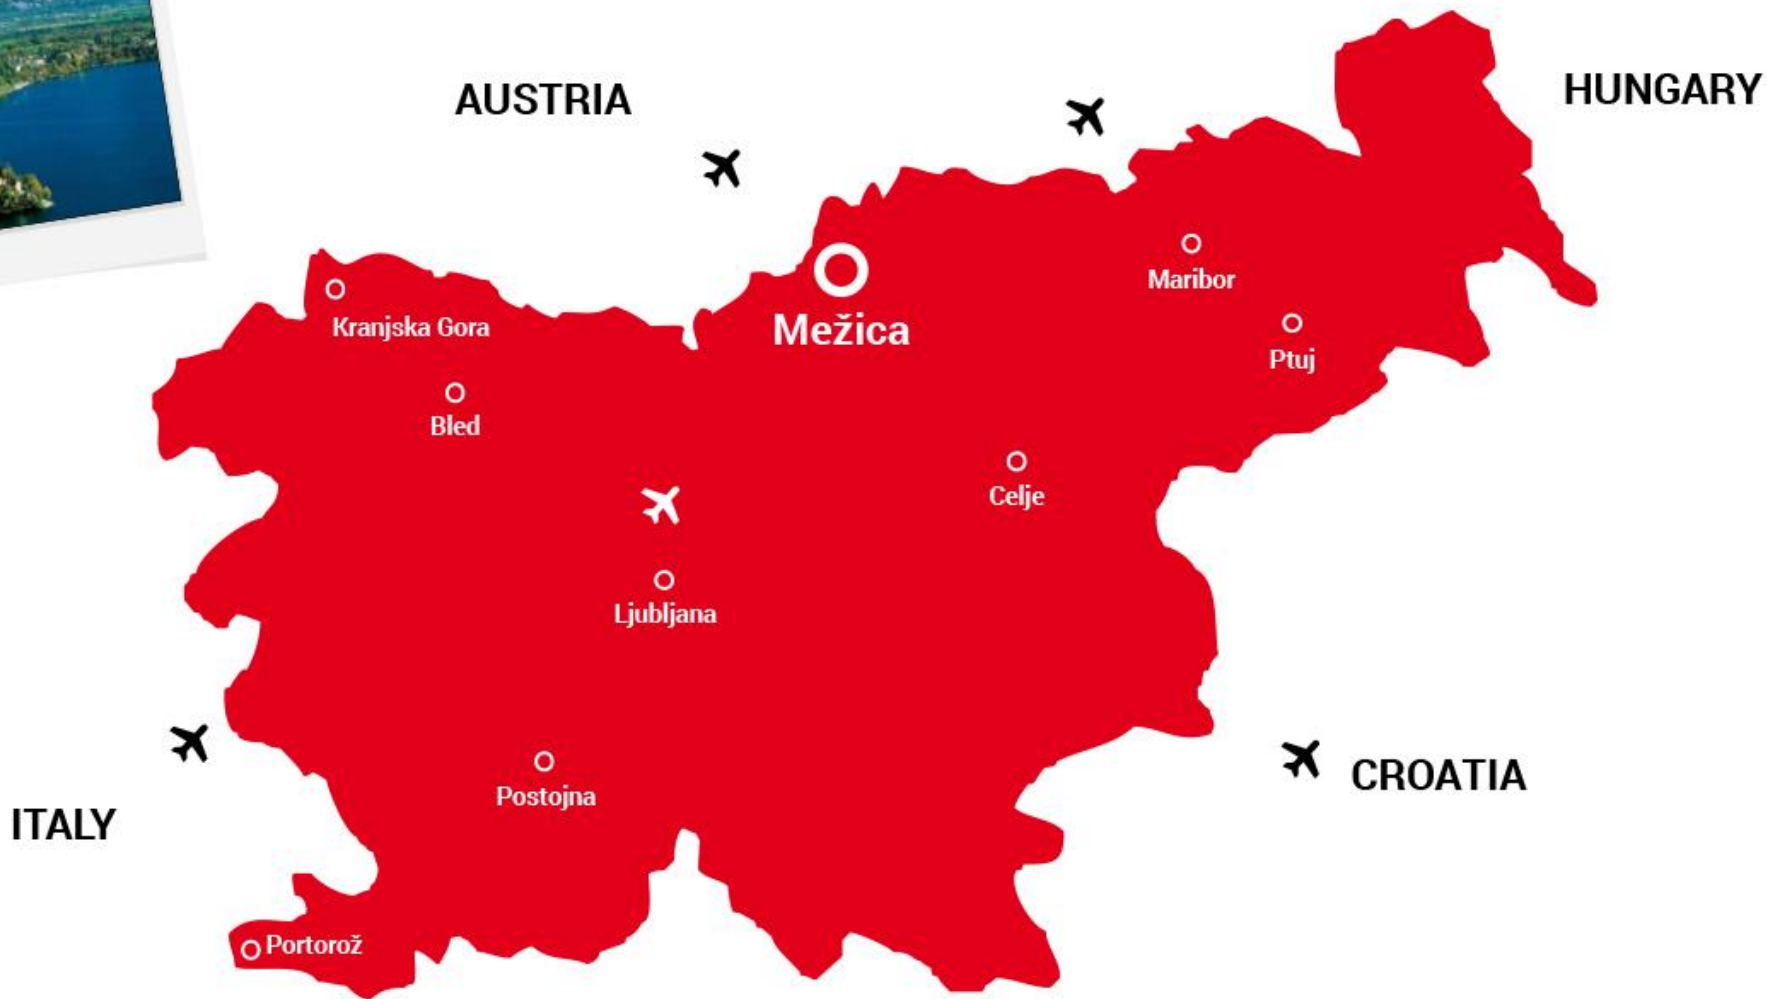 AUSTRIA
HUNGARY
Maribor
Kranjska Gora
Mežica
Ptuj
Bled
Celje
Ljubljana
CROATIA
Postojna
ITALY
Portorož